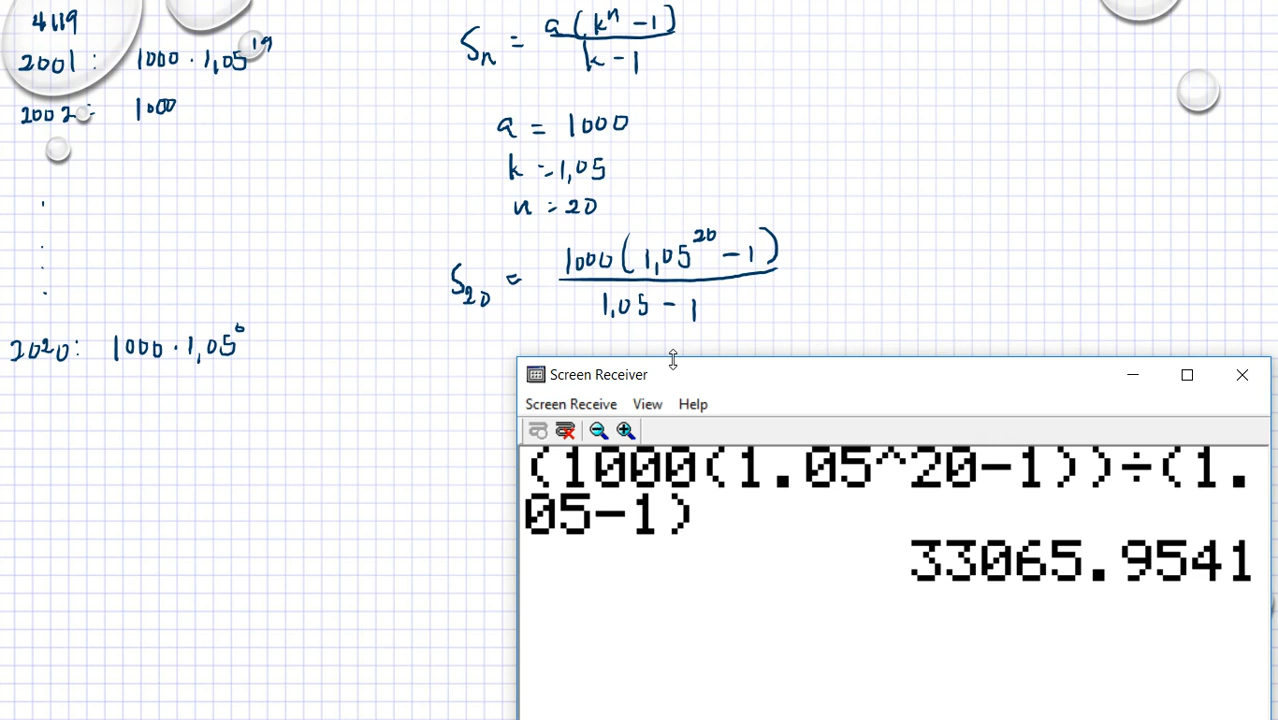 4119
2001: 1000 · 1,05^19
2002: 1000
.
.
.
.
2020: 1000 · 1,05^0
Sn = a(k^n - 1) / k - 1
a = 1000
k = 1,05
n = 20
S20 = 1000(1,05^20 - 1) / 1,05 - 1
Screen Receiver
Screen Receive View Help
(1000(1.05^20-1))÷(1.
05-1)
33065.9541